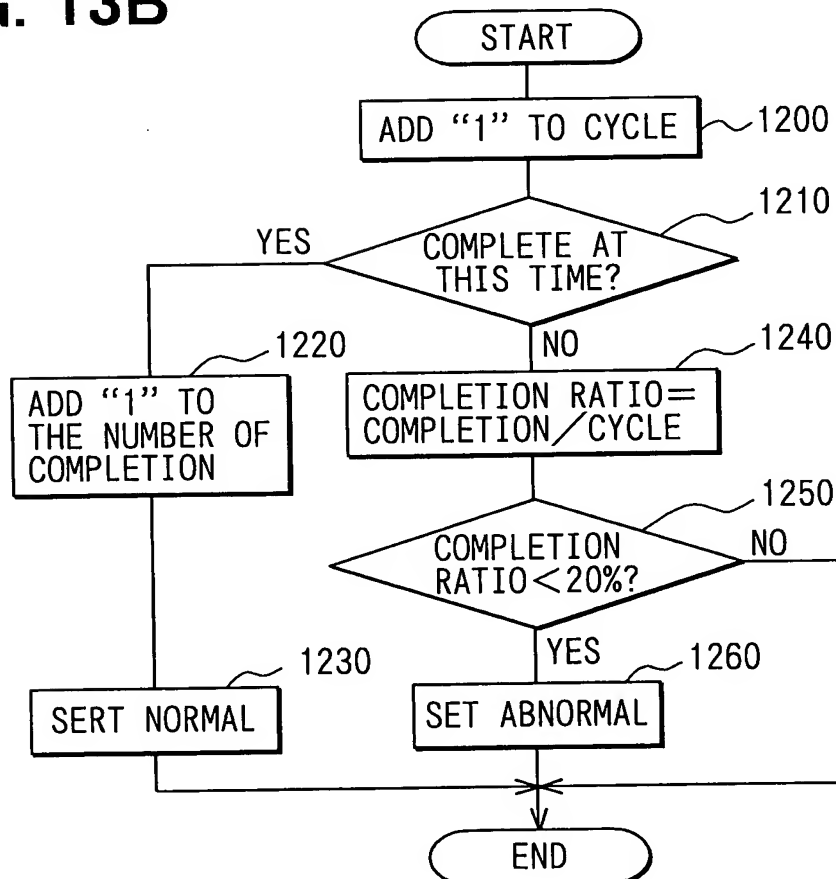 . 13B
START
ADD “1” TO CYCLE
1200
1210
YES
COMPLETE AT
THIS TIME?
NO
1220
1240
ADD “1” TO
THE NUMBER OF
COMPLETION
COMPLETION RATIO=
COMPLETION/CYCLE
1250
COMPLETION
RATIO<20%?
NO
YES
1230
1260
SERT NORMAL
SET ABNORMAL
END